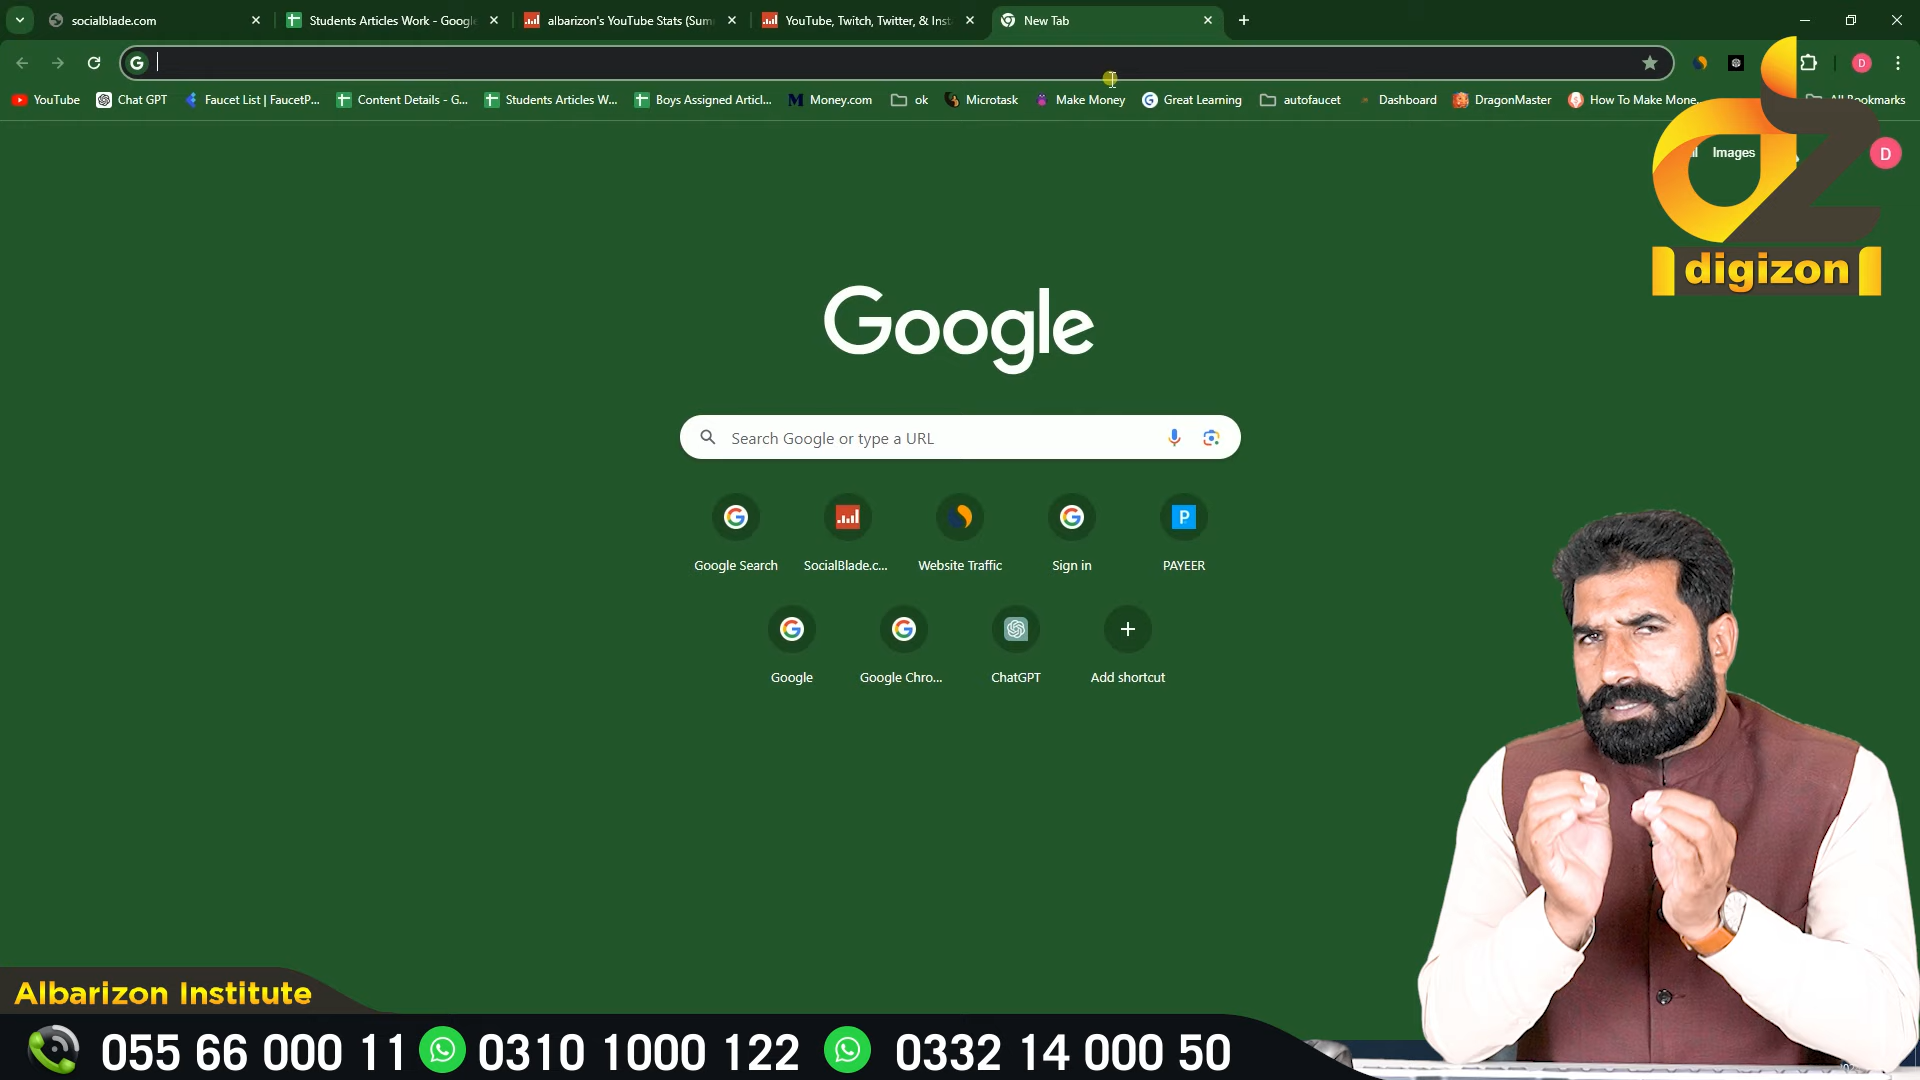 socialblade.com
Students Articles Work - Google
albarizon's YouTube Stats (Sum
YouTube, Twitch, Twitter, & Inst
New Tab
D
YouTube
Chat GPT
Faucet List | FaucetP...
Content Details - G...
Students Articles W...
Boys Assigned Articl...
Money.com
ok
Microtask
Make Money
Great Learning
autofaucet
Dashboard
DragonMaster
How To Make Mone...
All Bookmarks
Images
D
digizon
Google
Search Google or type a URL
Google Search
SocialBlade.c...
Website Traffic
Sign in
PAYEER
Google
Google Chro...
ChatGPT
Add shortcut
Albarizon Institute
055 66 000 11
0310 1000 122
0332 14 000 50